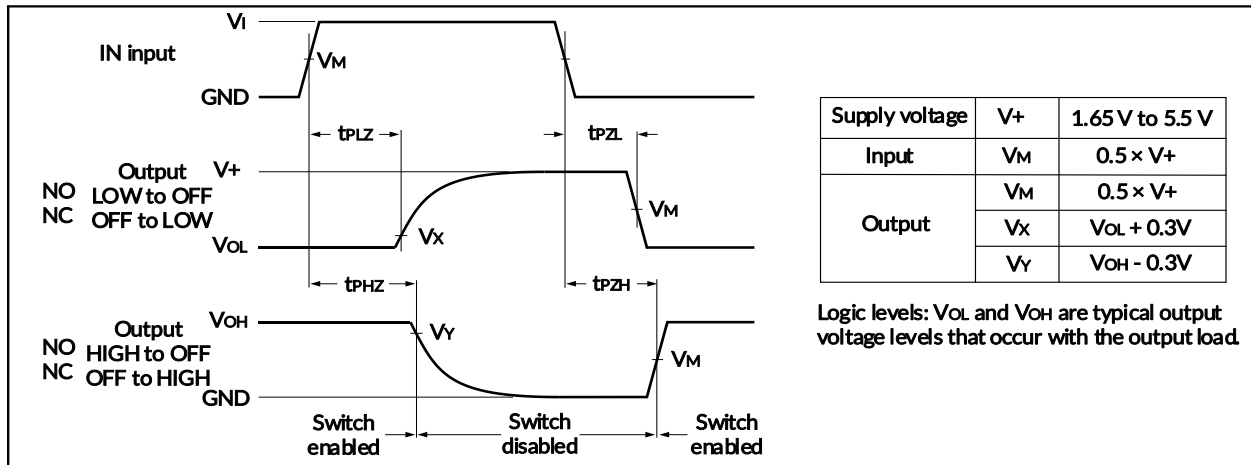 VI
IN input
VM
GND
tPLZ
tPZL
Output
V+
NO LOW to OFF
NC OFF to LOW
VM
VX
VOL
tPHZ
tPZH
VOH
Output
VY
NO HIGH to OFF
NC OFF to HIGH
VM
GND
Switch enabled
Switch disabled
Switch enabled
Supply voltage V+ 1.65 V to 5.5 V
Input VM 0.5 × V+
Output VM 0.5 × V+
VX VOL + 0.3V
VY VOH - 0.3V
Logic levels: VOL and VOH are typical output
voltage levels that occur with the output load.